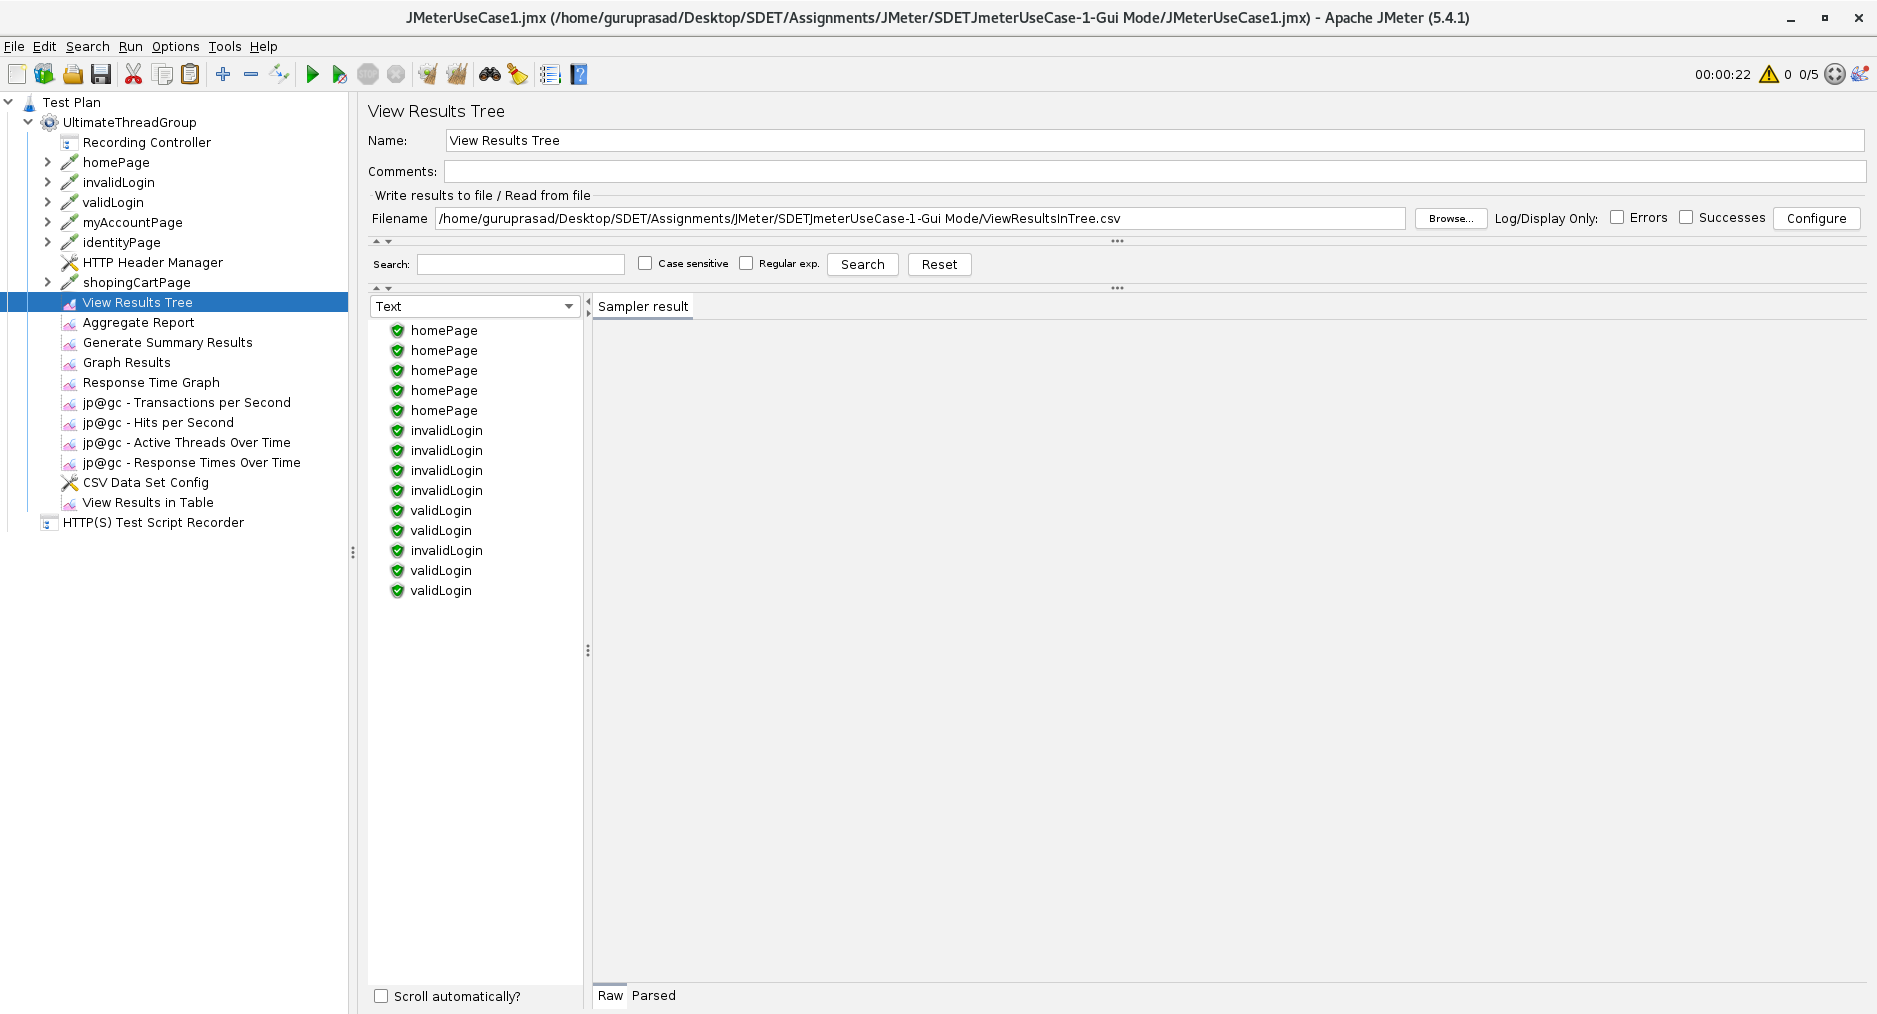 JMeterUseCase1.jmx (/home/guruprasad/Desktop/SDET/Assignments/JMeter/SDETJmeterUseCase-1-Gui Mode/JMeterUseCase1.jmx) - Apache JMeter (5.4.1)
File Edit Search Run Options Tools Help
STOP
00:00:22 0 0/5
Test Plan
UltimateThreadGroup
Recording Controller
homePage
invalidLogin
validLogin
myAccountPage
identityPage
HTTP Header Manager
shopingCartPage
View Results Tree
Aggregate Report
Generate Summary Results
Graph Results
Response Time Graph
jp@gc - Transactions per Second
jp@gc - Hits per Second
jp@gc - Active Threads Over Time
jp@gc - Response Times Over Time
CSV Data Set Config
View Results in Table
HTTP(S) Test Script Recorder
View Results Tree
Name: View Results Tree
Comments:
Write results to file / Read from file
Filename /home/guruprasad/Desktop/SDET/Assignments/JMeter/SDETJmeterUseCase-1-Gui Mode/ViewResultsInTree.csv Browse... Log/Display Only: Errors Successes Configure
Search: Case sensitive Regular exp. Search Reset
Text
Sampler result
homePage
homePage
homePage
homePage
homePage
invalidLogin
invalidLogin
invalidLogin
invalidLogin
validLogin
validLogin
invalidLogin
validLogin
validLogin
Scroll automatically?
Raw Parsed